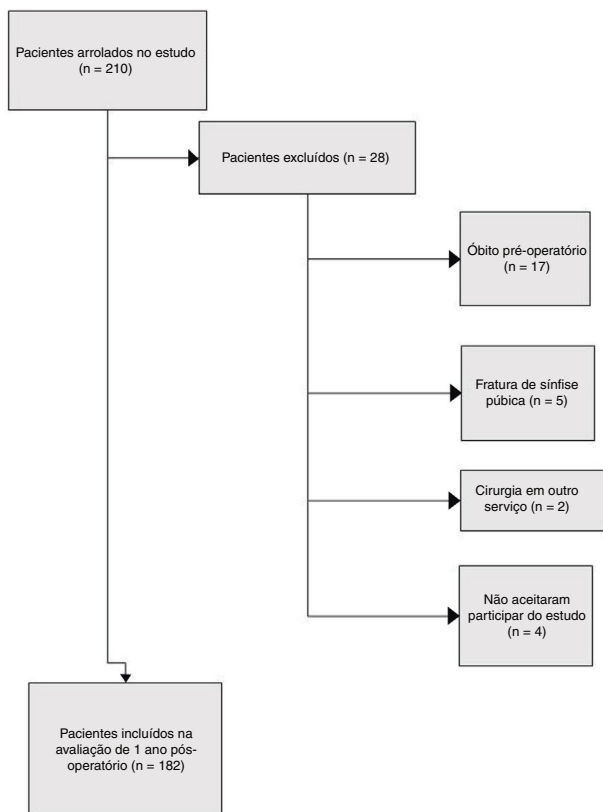 Pacientes arrolados no estudo
(n = 210)
Pacientes excluídos (n = 28)
Óbito pré-operatório
(n = 17)
Fratura de sínfise
púbica (n = 5)
Cirurgia em outro
serviço (n = 2)
Não aceitaram
participar do estudo
(n = 4)
Pacientes incluídos na
avaliação de 1 ano pós-
operatório (n = 182)